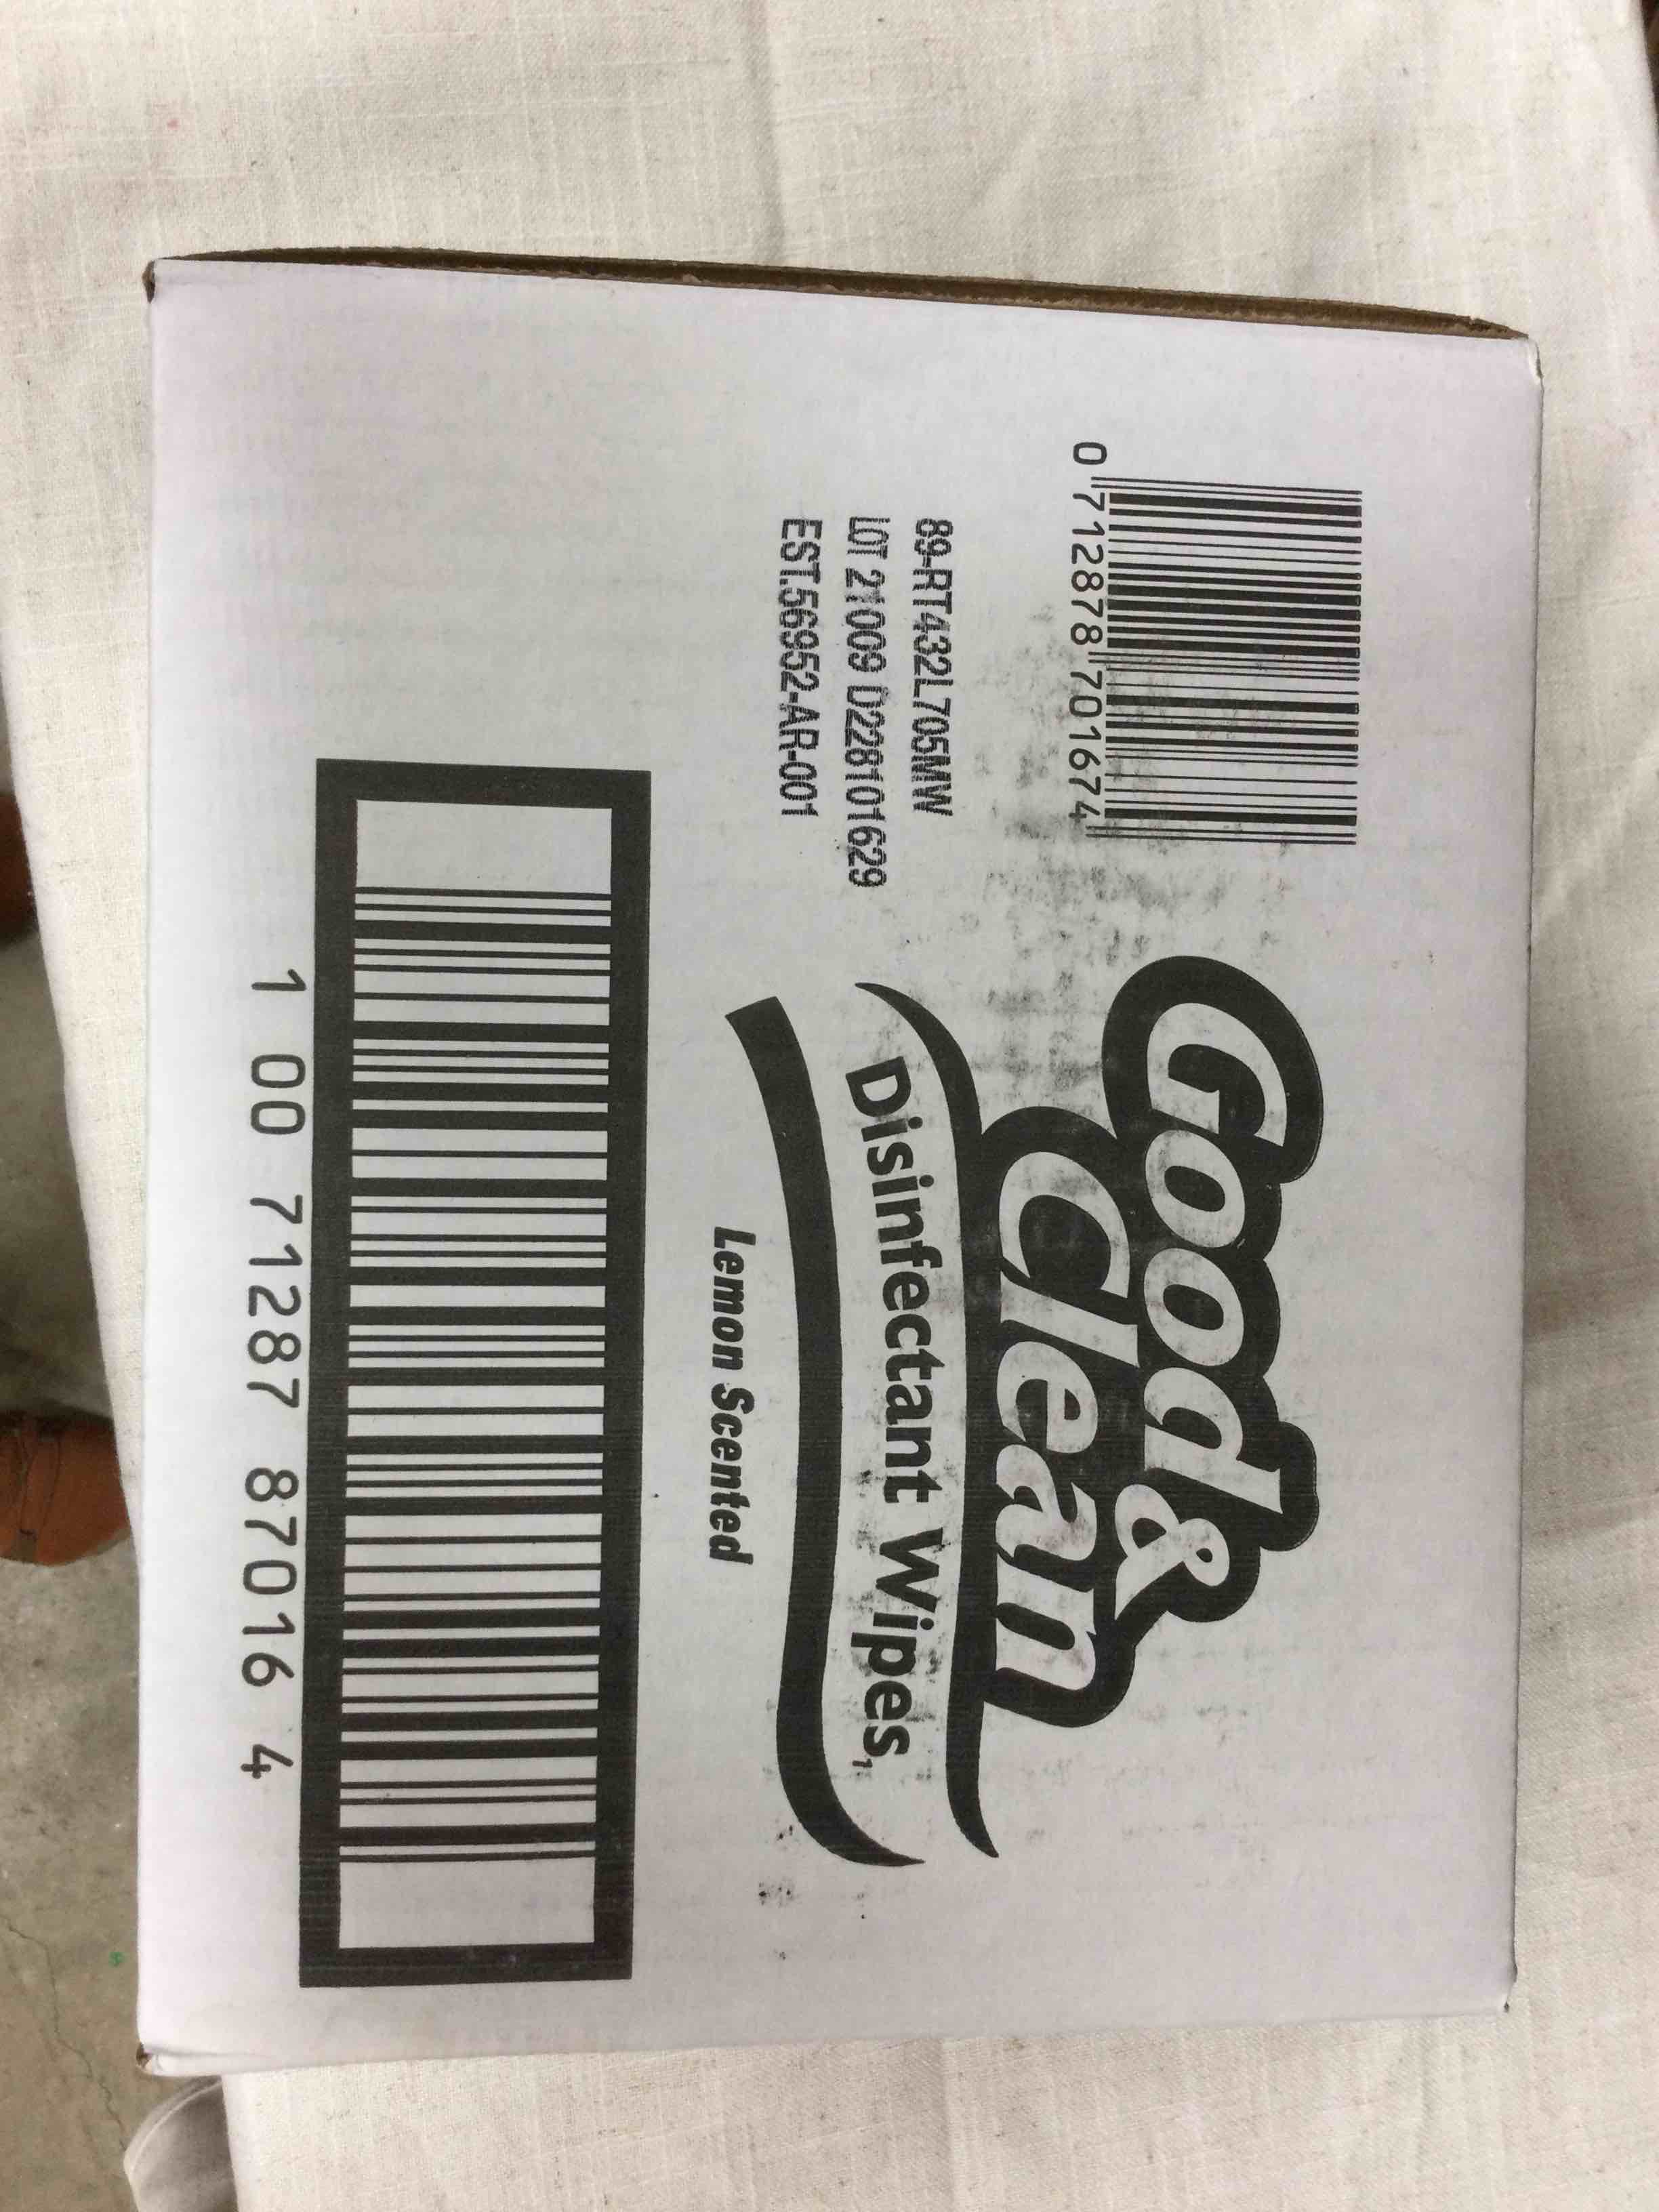 0 712878 701674
89-RT432L705MW
LOT 21009 D228101629
EST.56952-AR-001
Good &
Clean
Disinfectant Wipes,
Lemon Scented
1 00 71287 87016 4